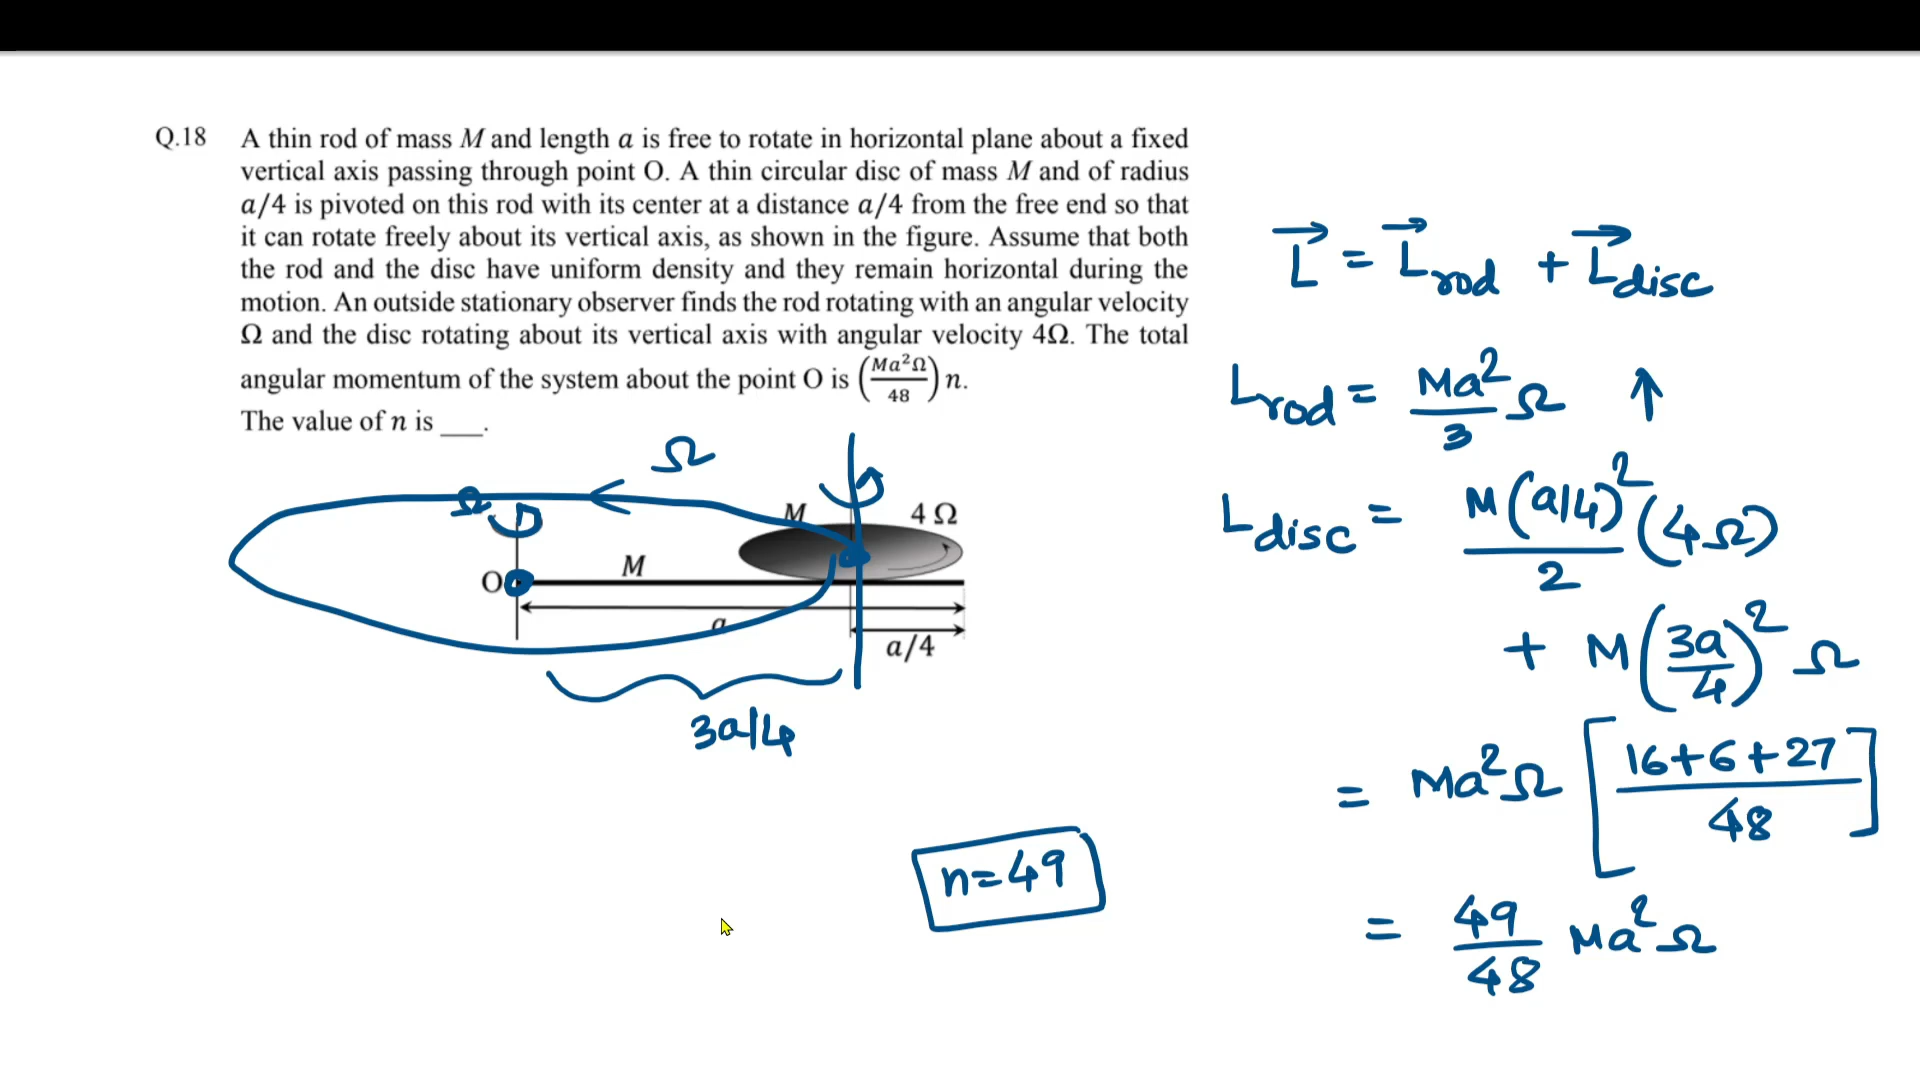 Q.18 A thin rod of mass M and length a is free to rotate in horizontal plane about a fixed
vertical axis passing through point O. A thin circular disc of mass M and of radius
a/4 is pivoted on this rod with its center at a distance a/4 from the free end so that
it can rotate freely about its vertical axis, as shown in the figure. Assume that both
the rod and the disc have uniform density and they remain horizontal during the
motion. An outside stationary observer finds the rod rotating with an angular velocity
Ω and the disc rotating about its vertical axis with angular velocity 4Ω. The total
angular momentum of the system about the point O is (Ma²Ω/48) n.
The value of n is ___.
Ω
Ω
M
4 Ω
M
O
a
a/4
3a/4
n=49
L⃗ = L⃗rod + L⃗disc
Lrod = Ma²/3 Ω ↑
Ldisc = M(a/4)²/2 (4Ω)
+ M(3a/4)² Ω
= Ma²Ω [16+6+27/48]
= 49/48 Ma²Ω